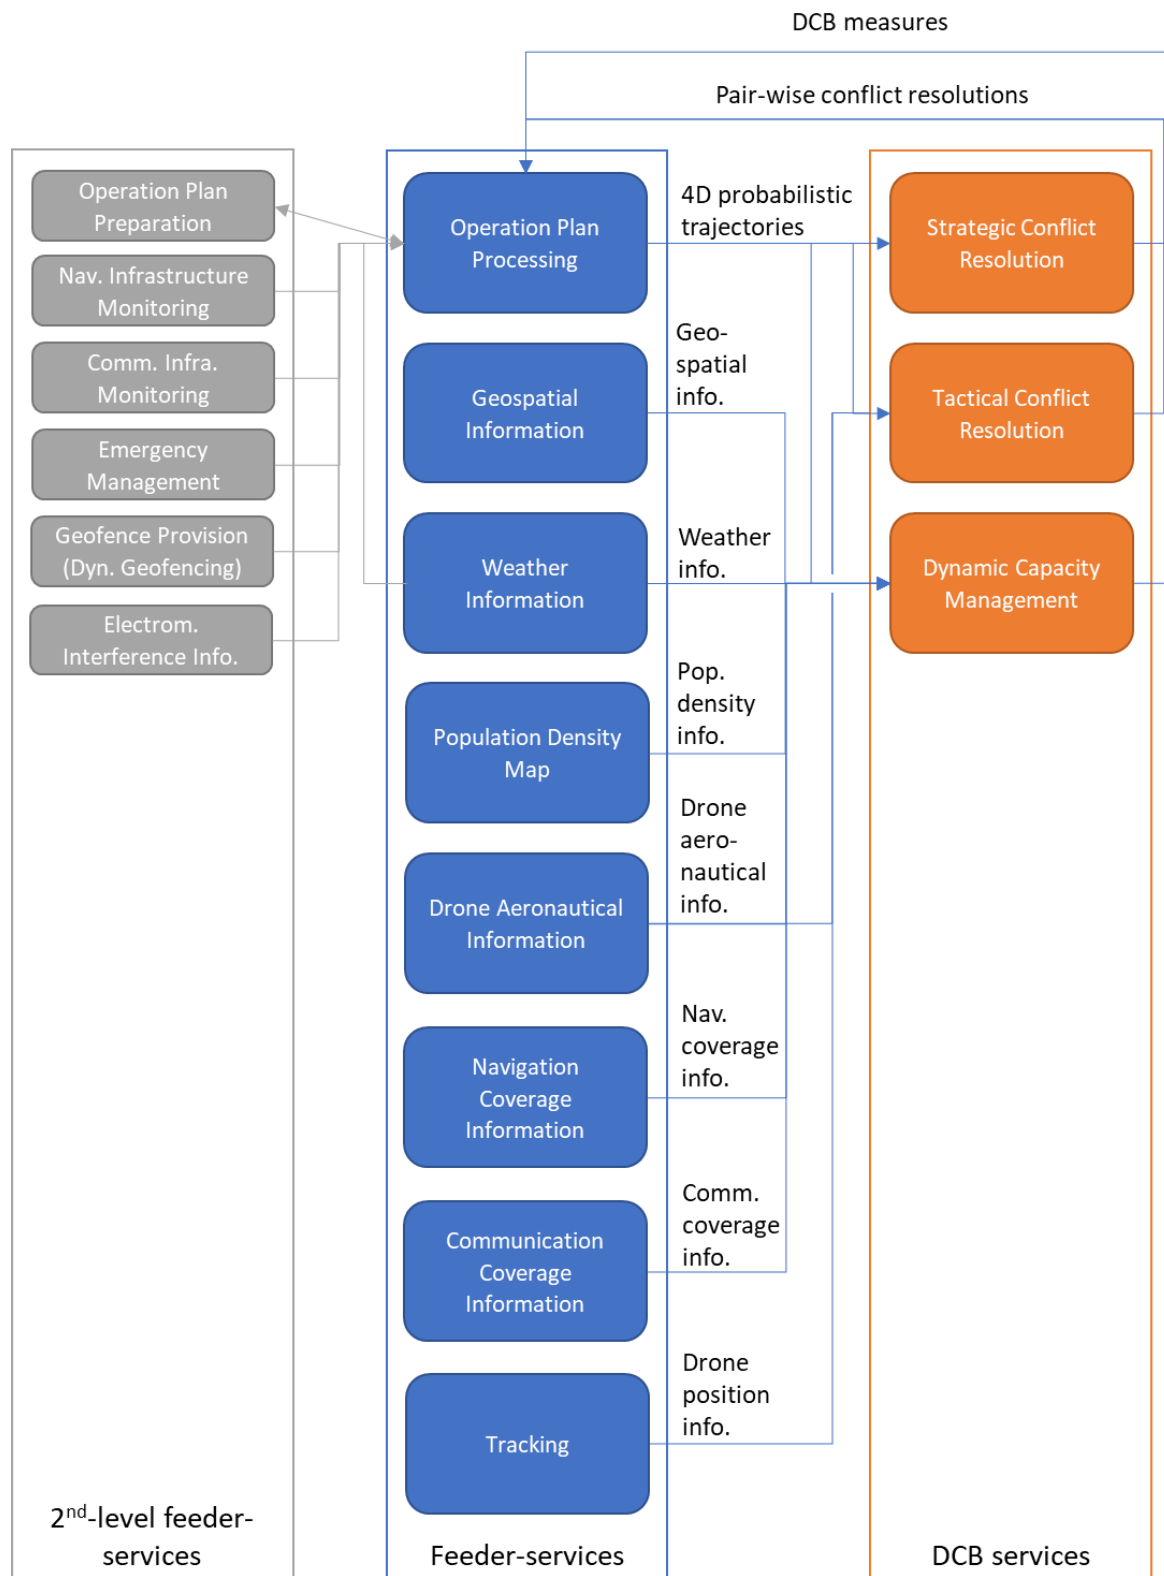 DCB measures
Pair-wise conflict resolutions
Operation Plan
Preparation
Nav. Infrastructure
Monitoring
Comm. Infra.
Monitoring
Emergency
Management
Geofence Provision
(Dyn. Geofencing)
Electrom.
Interference Info.
2nd-level feeder-
services
Operation Plan
Processing
Geospatial
Information
Weather
Information
Population Density
Map
Drone Aeronautical
Information
Navigation
Coverage
Information
Communication
Coverage
Information
Tracking
Feeder-services
4D probabilistic
trajectories
Geo-
spatial
info.
Weather
info.
Pop.
density
info.
Drone
aero-
nautical
info.
Nav.
coverage
info.
Comm.
coverage
info.
Drone
position
info.
Strategic Conflict
Resolution
Tactical Conflict
Resolution
Dynamic Capacity
Management
DCB services